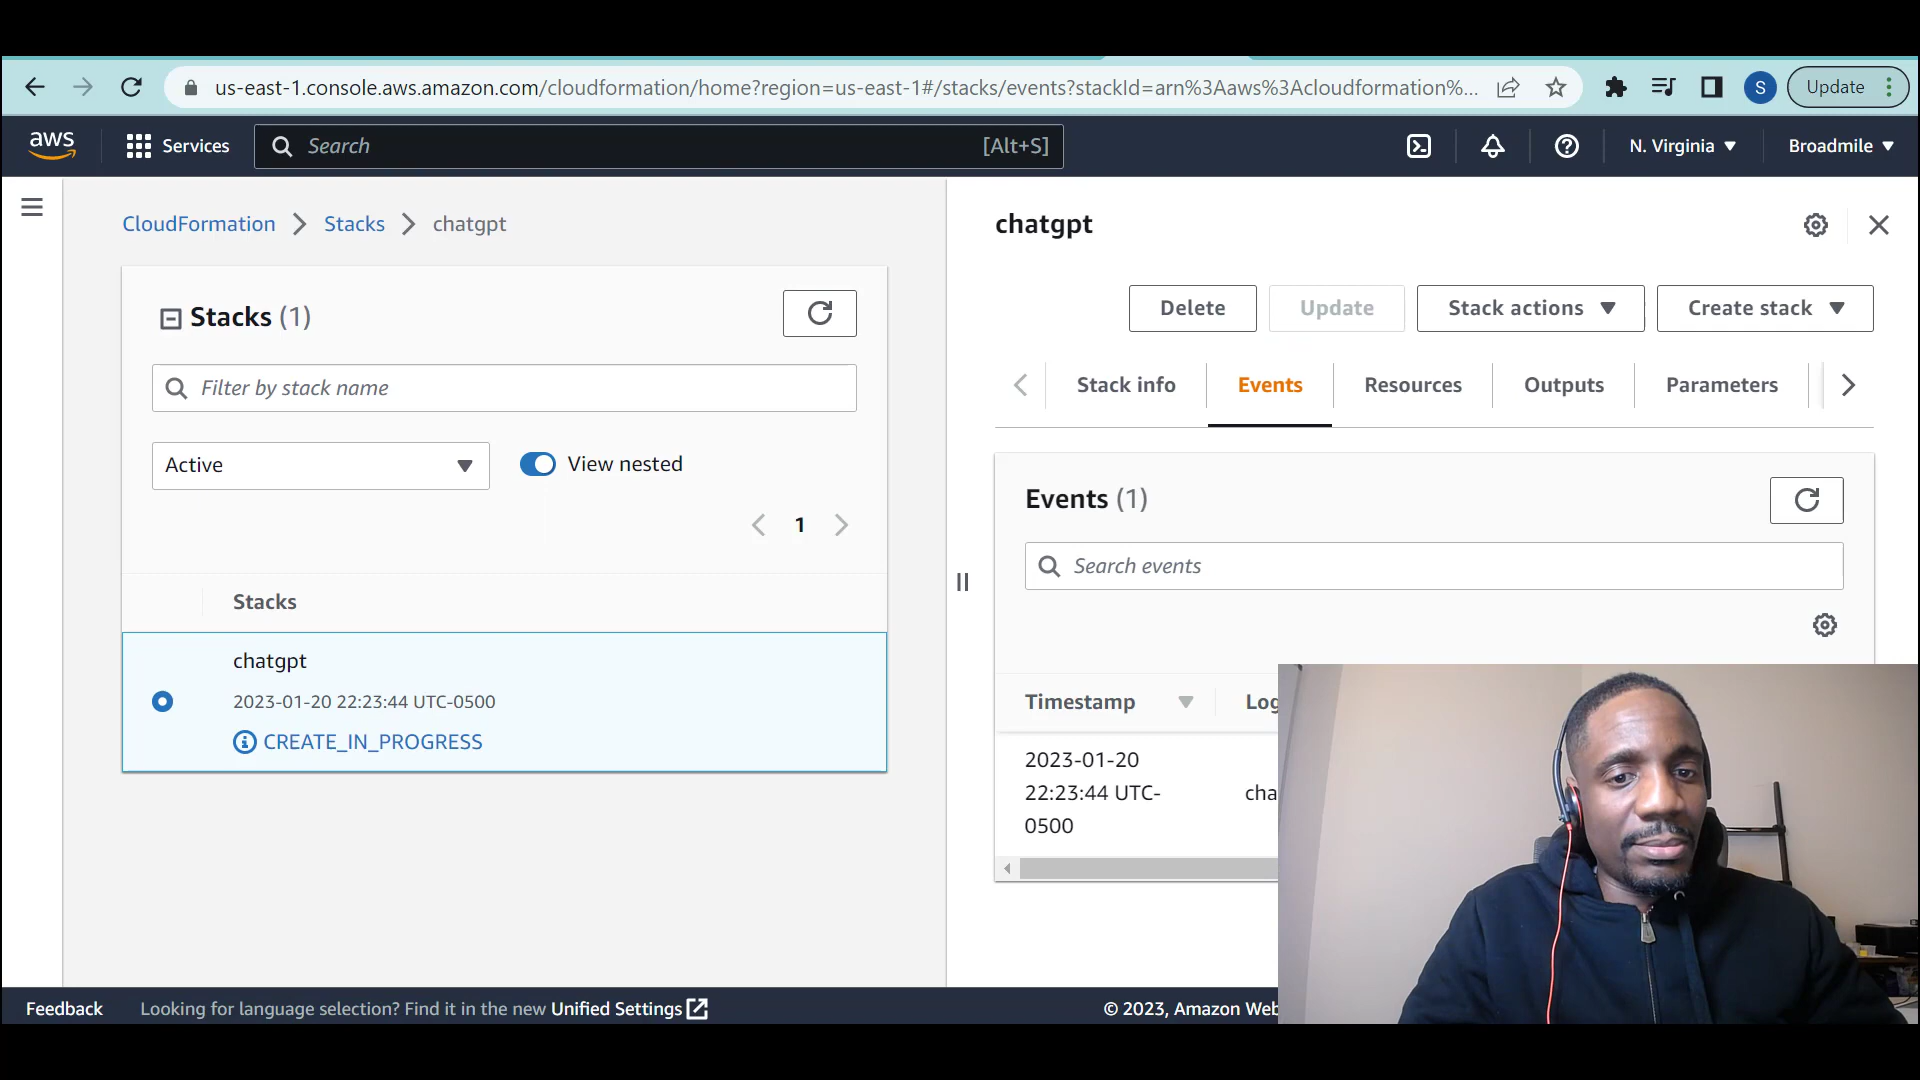 us-east-1.console.aws.amazon.com/cloudformation/home?region=us-east-1#/stacks/events?stackId=arn%3Aaws%3Acloudformation%...
S
Update
aws
Services
Search
[Alt+S]
N. Virginia
Broadmile
CloudFormation
Stacks
chatgpt
Stacks (1)
Filter by stack name
Active
View nested
1
Stacks
chatgpt
2023-01-20 22:23:44 UTC-0500
CREATE_IN_PROGRESS
chatgpt
Delete
Update
Stack actions
Create stack
Stack info
Events
Resources
Outputs
Parameters
Events (1)
Search events
Timestamp
Log
2023-01-20
22:23:44 UTC-
0500
cha
Feedback
Looking for language selection? Find it in the new Unified Settings
© 2023, Amazon Web